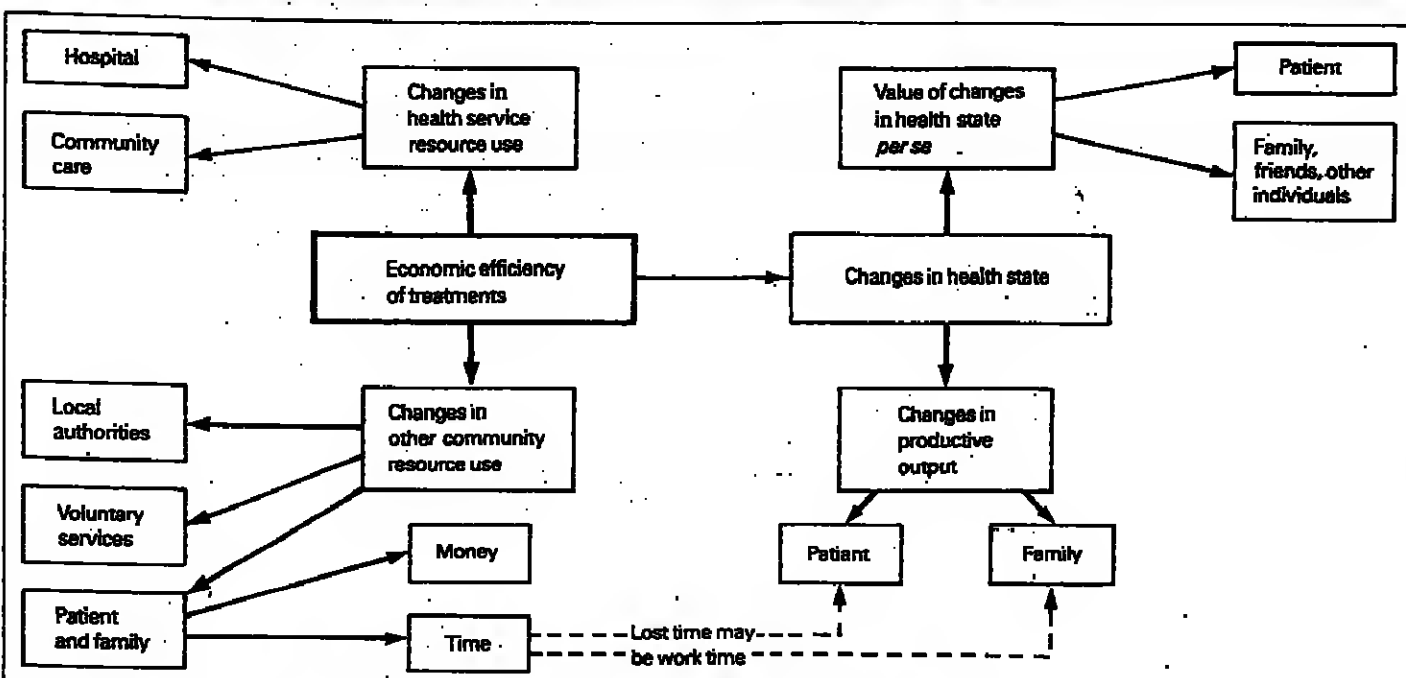 Hospital
Changes in
health service
resource use
Community
care
Value of changes
in health state
per se
Patient
Family,
friends, other
individuals
Economic efficiency
of treatments
Changes in health state
Local
authorities
Changes in
other community
resource use
Changes in
productive
output
Voluntary
services
Money
Patient
Family
Patient
and family
Time
Lost time may
be work time